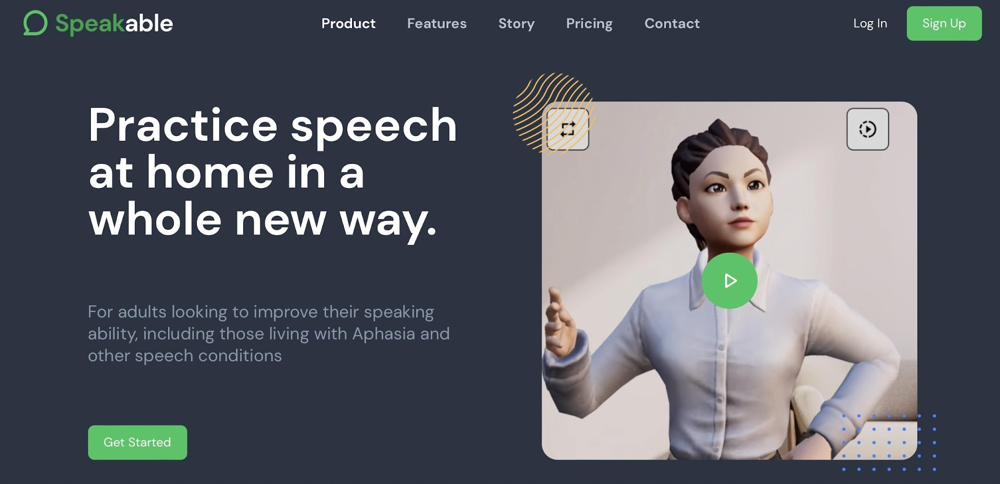 Speakable
Product
Features
Story
Pricing
Contact
Log In
Sign Up
Practice speech
at home in a
whole new way.
For adults looking to improve their speaking
ability, including those living with Aphasia and
other speech conditions
Get Started